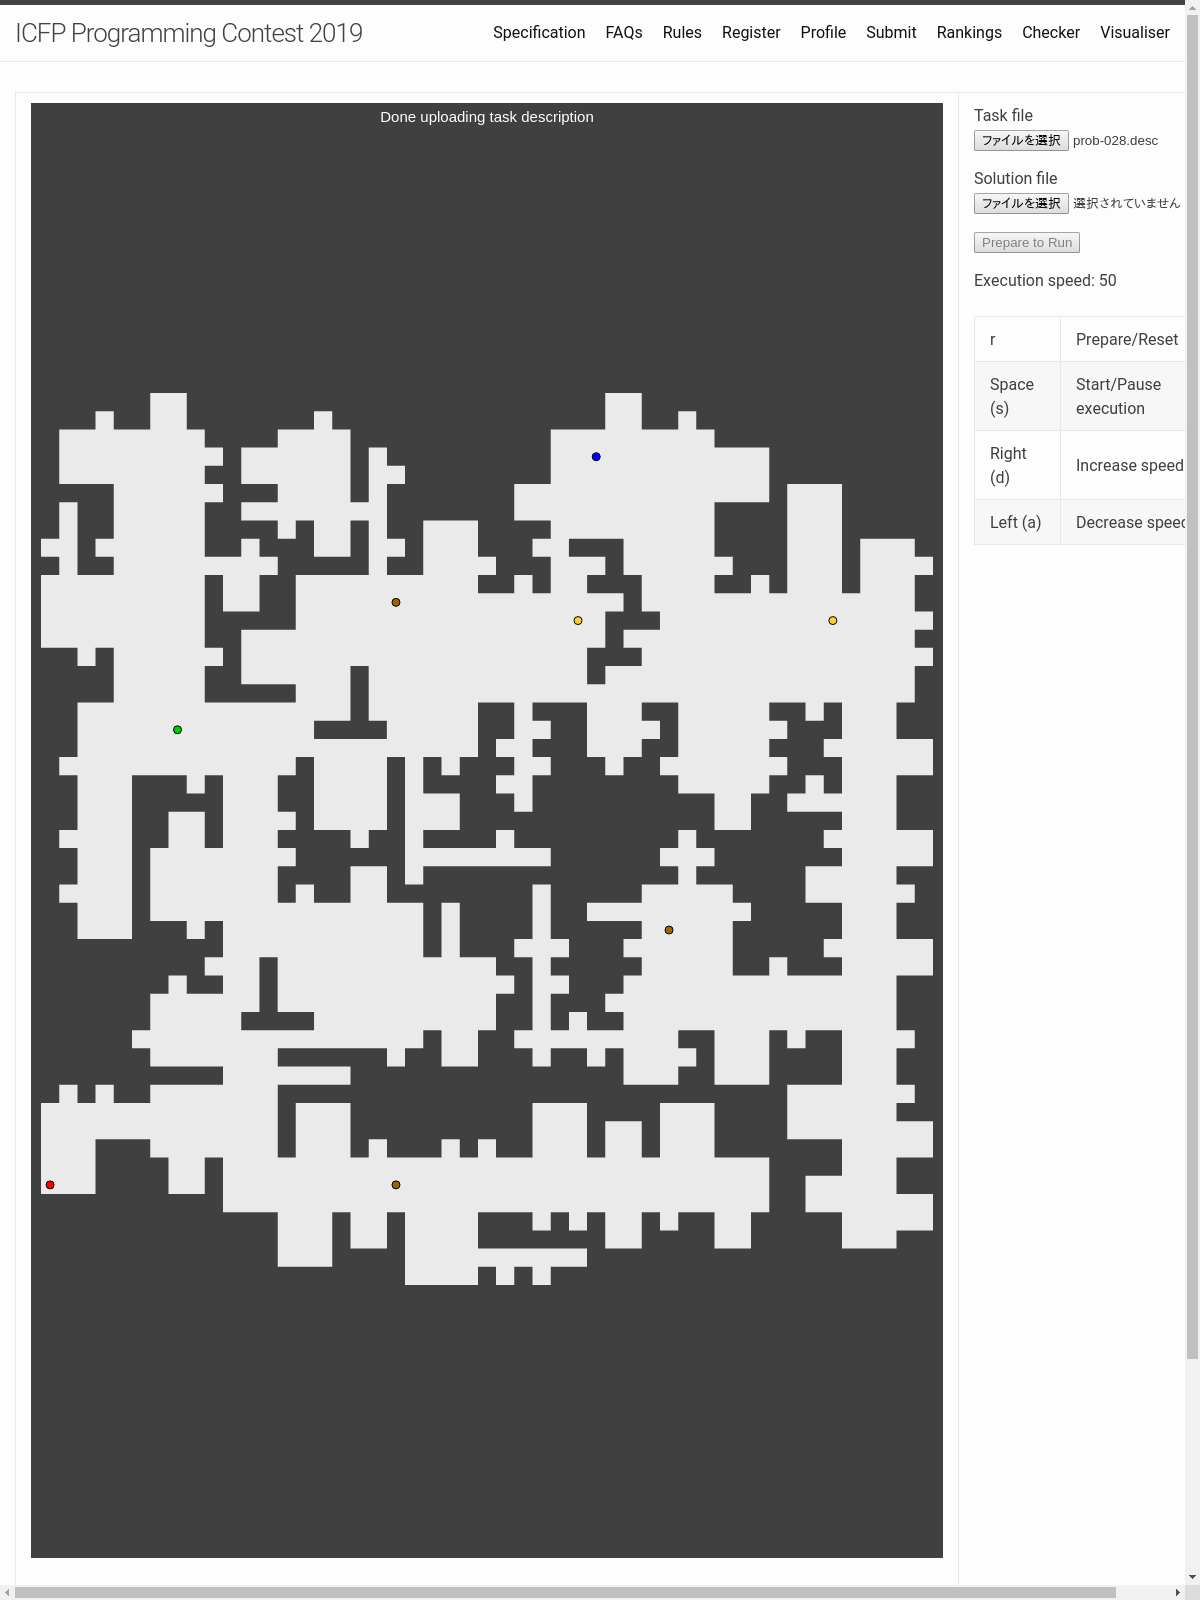 ICFP Programming Contest 2019
Specification FAQs Rules Register Profile Submit Rankings Checker Visualiser
Done uploading task description
Task file
ファイルを選択 prob-028.desc
Solution file
ファイルを選択 選択されていません
Prepare to Run
Execution speed: 50
r Prepare/Reset
Space (s) Start/Pause execution
Right (d) Increase speed
Left (a) Decrease speed